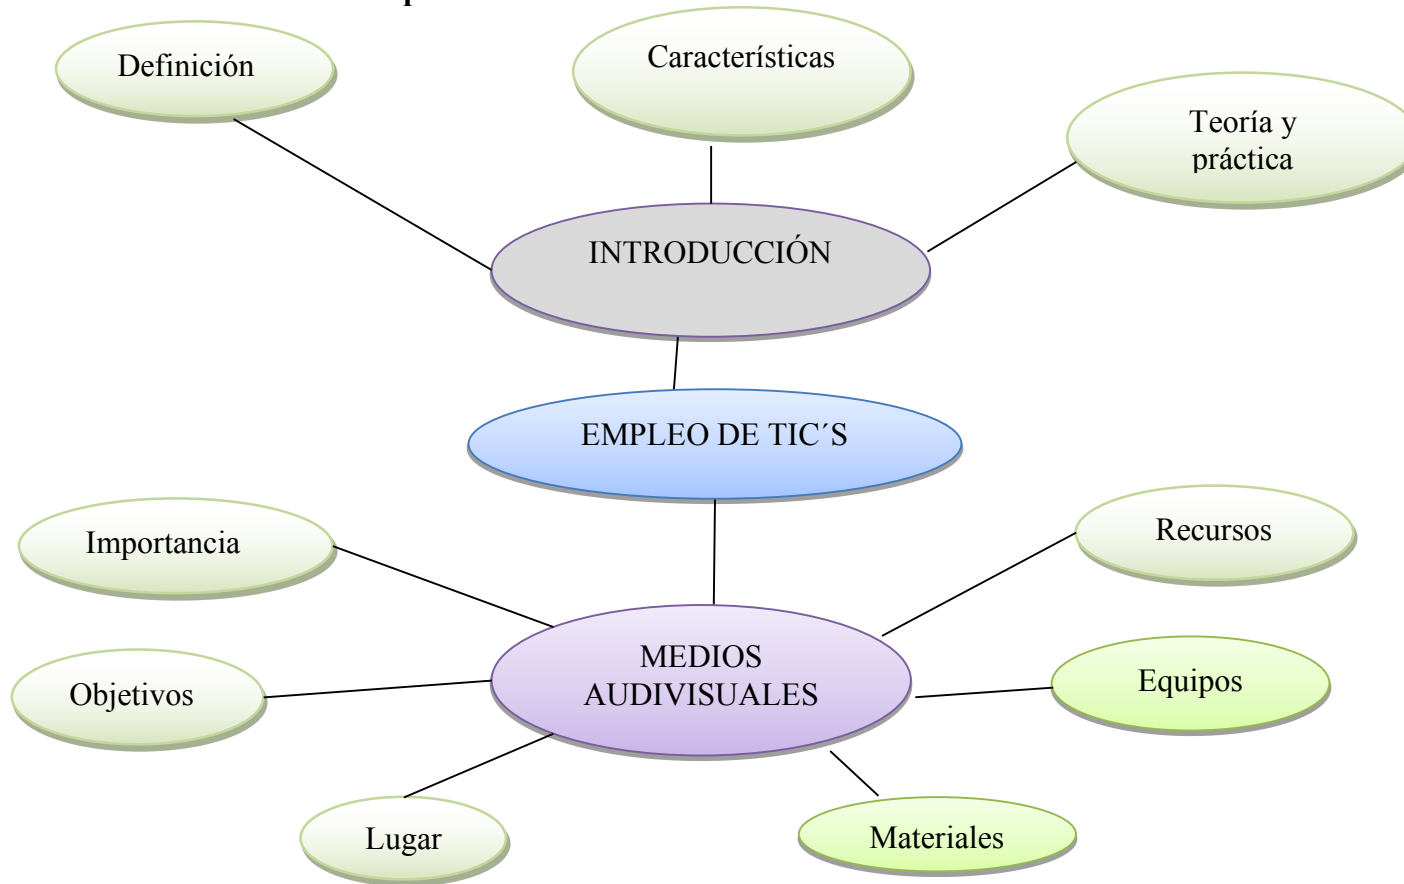 Definición
Características
Teoría y
práctica
INTRODUCCIÓN
EMPLEO DE TIC´S
Importancia
Recursos
MEDIOS
AUDIVISUALES
Objetivos
Equipos
Lugar
Materiales